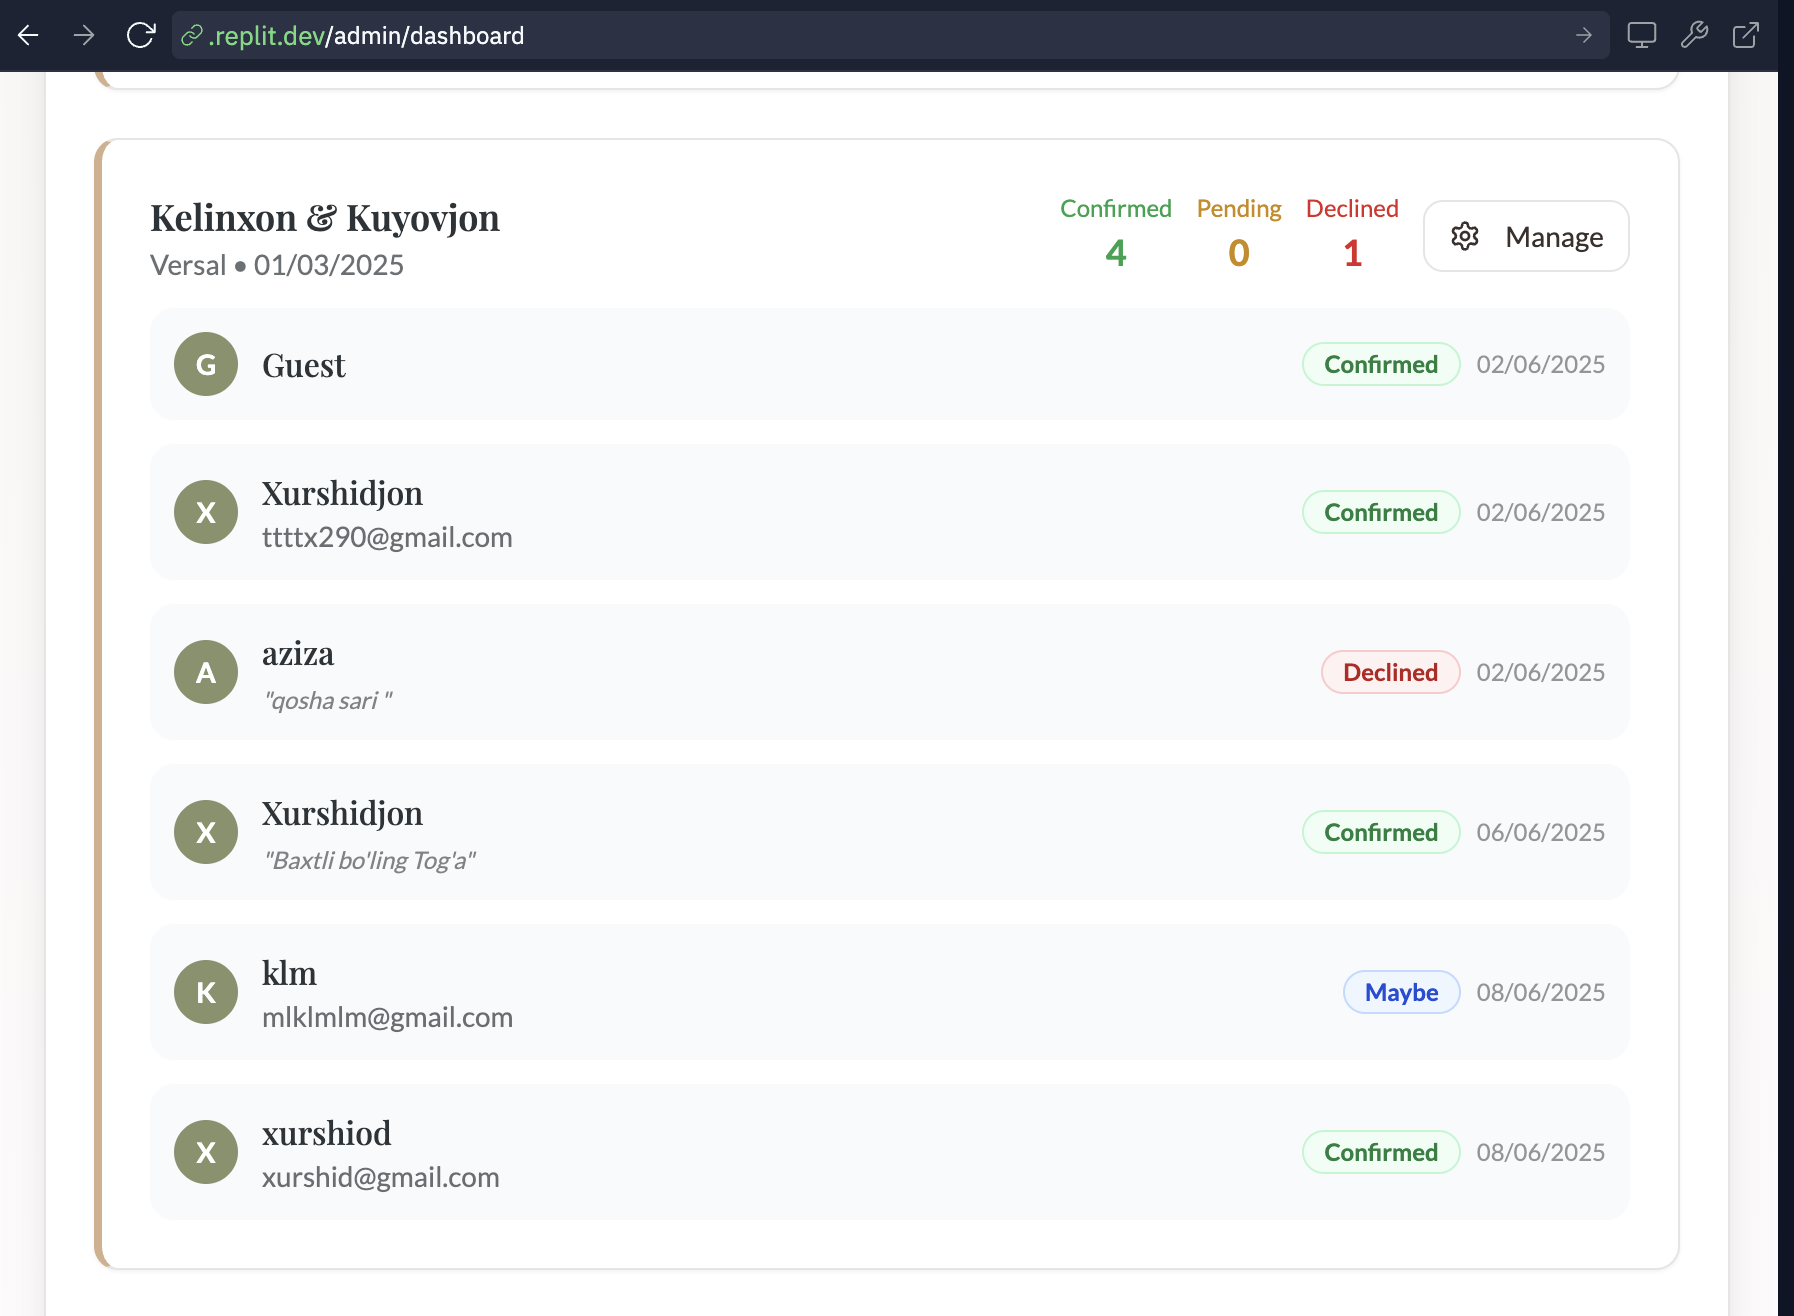 .replit.dev/admin/dashboard
Kelinxon & Kuyovjon
Versal • 01/03/2025
Confirmed
4
Pending
0
Declined
1
Manage
G
Guest
Confirmed
02/06/2025
X
Xurshidjon
ttttx290@gmail.com
Confirmed
02/06/2025
A
aziza
"qosha sari "
Declined
02/06/2025
X
Xurshidjon
"Baxtli bo'ling Tog'a"
Confirmed
06/06/2025
K
klm
mlklmlm@gmail.com
Maybe
08/06/2025
X
xurshiod
xurshid@gmail.com
Confirmed
08/06/2025